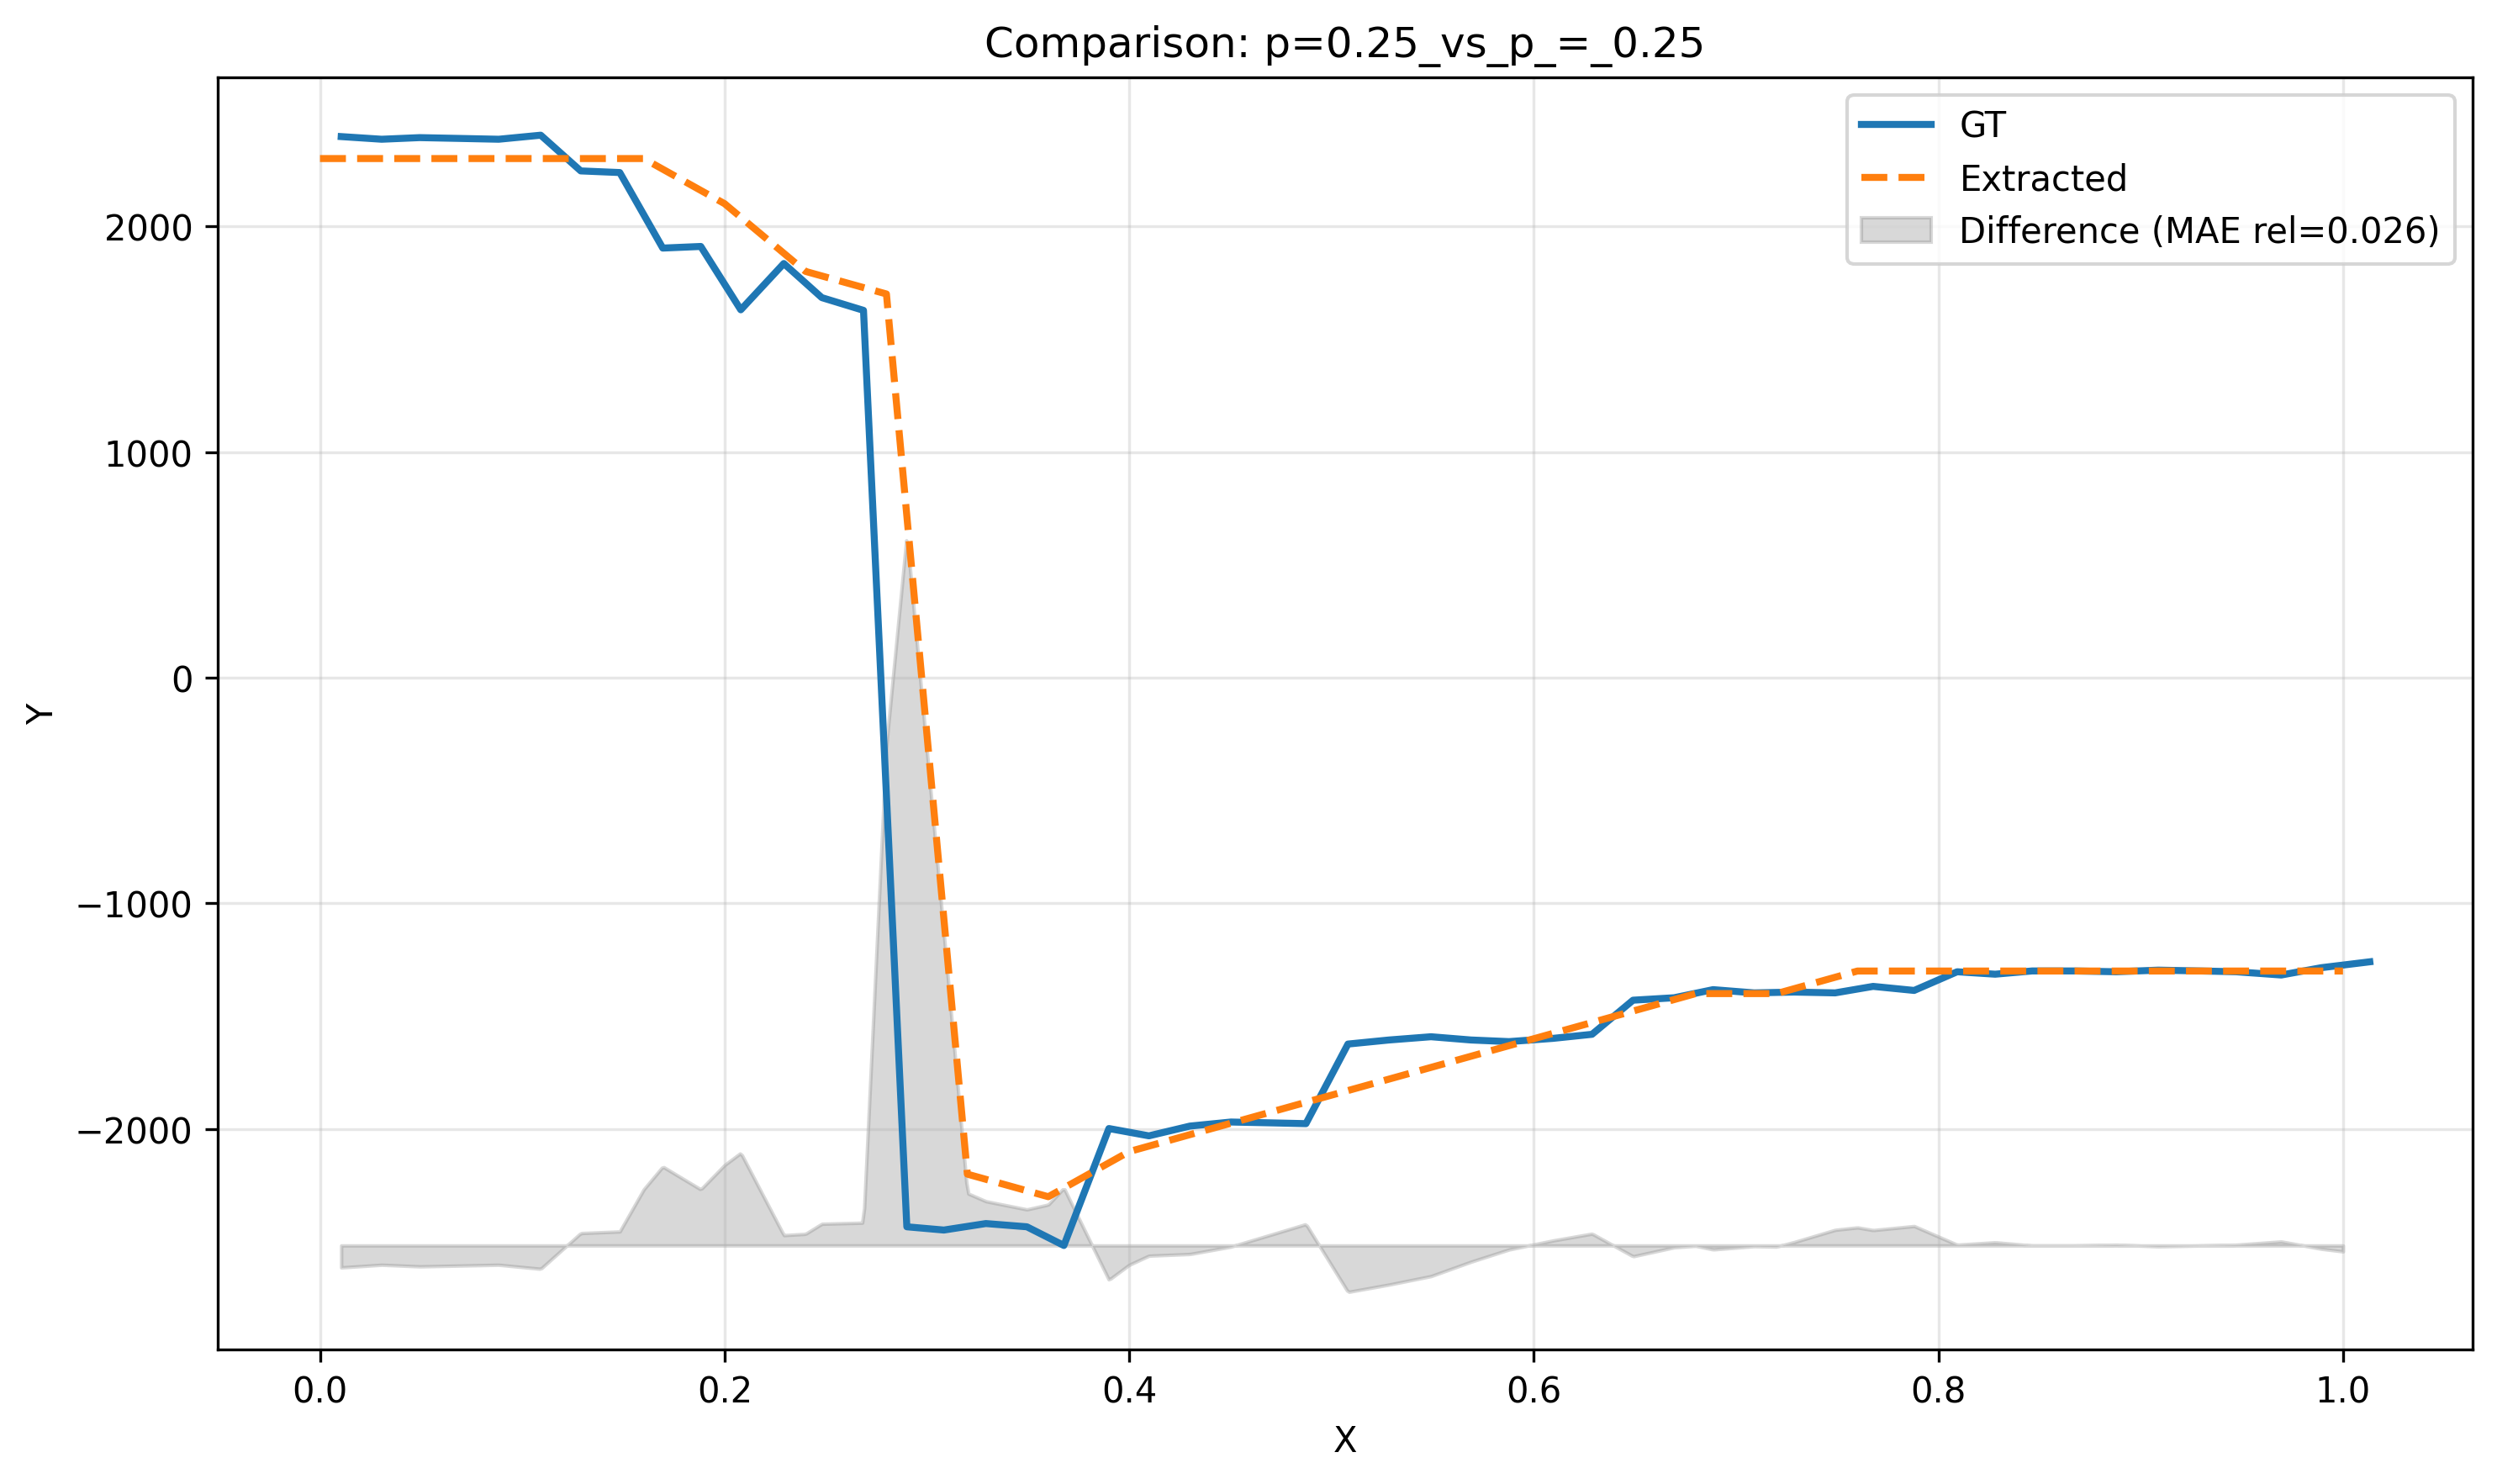 Comparison: p=0.25_vs_p_=_0.25
GT
Extracted
Difference (MAE rel=0.026)
Y
2000
1000
0
−1000
−2000
0.0 0.2 0.4 0.6 0.8 1.0
X